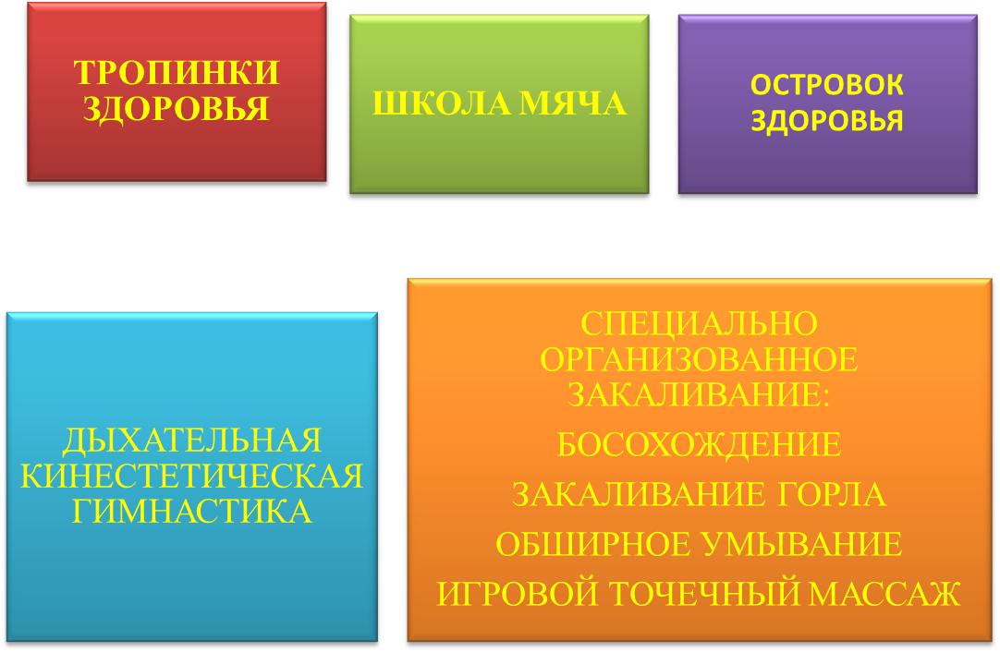 ТРОПИНКИ
ЗДОРОВЬЯ
ШКОЛА МЯЧА
ОСТРОВОК
ЗДОРОВЬЯ
ДЫХАТЕЛЬНАЯ
КИНЕСТЕТИЧЕСКАЯ
ГИМНАСТИКА
СПЕЦИАЛЬНО
ОРГАНИЗОВАННОЕ
ЗАКАЛИВАНИЕ:
БОСОХОЖДЕНИЕ
ЗАКАЛИВАНИЕ ГОРЛА
ОБШИРНОЕ УМЫВАНИЕ
ИГРОВОЙ ТОЧЕЧНЫЙ МАССАЖ